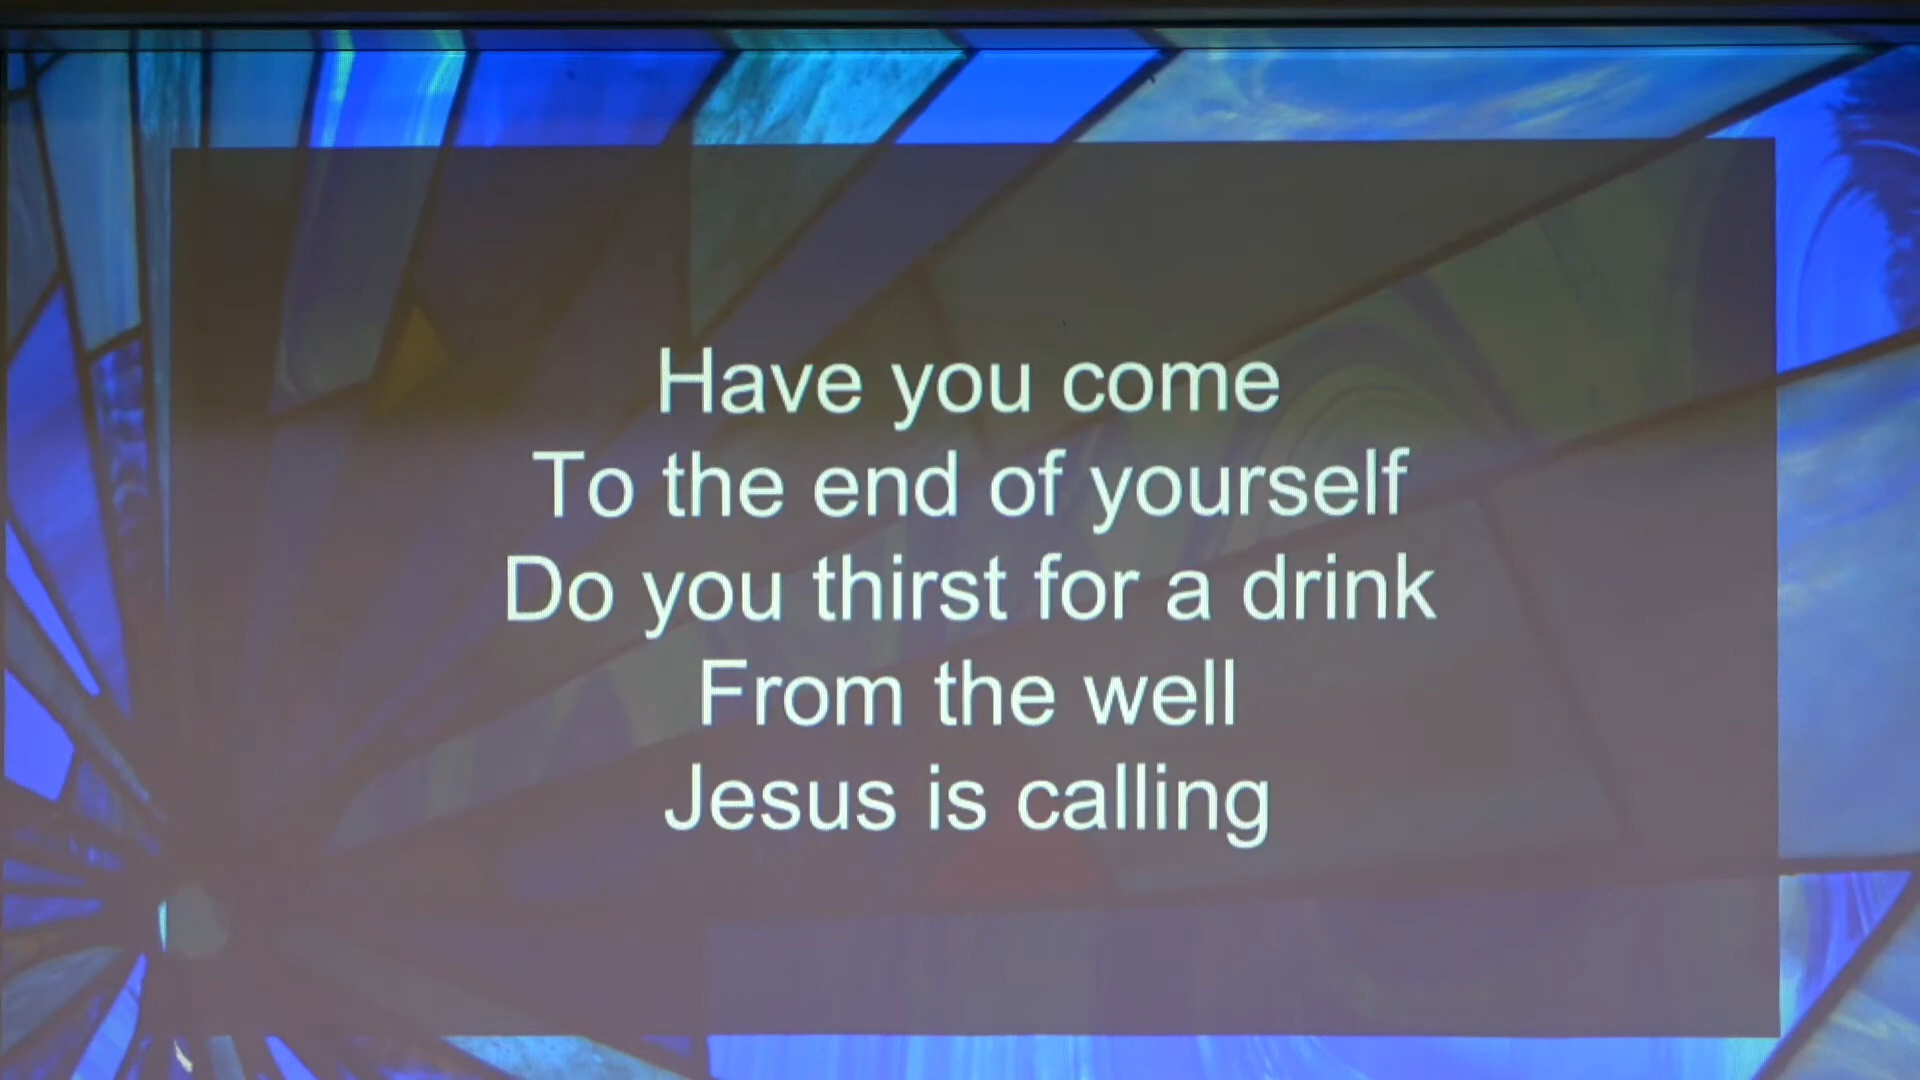 Have you come
To the end of yourself
Do you thirst for a drink
From the well
Jesus is calling